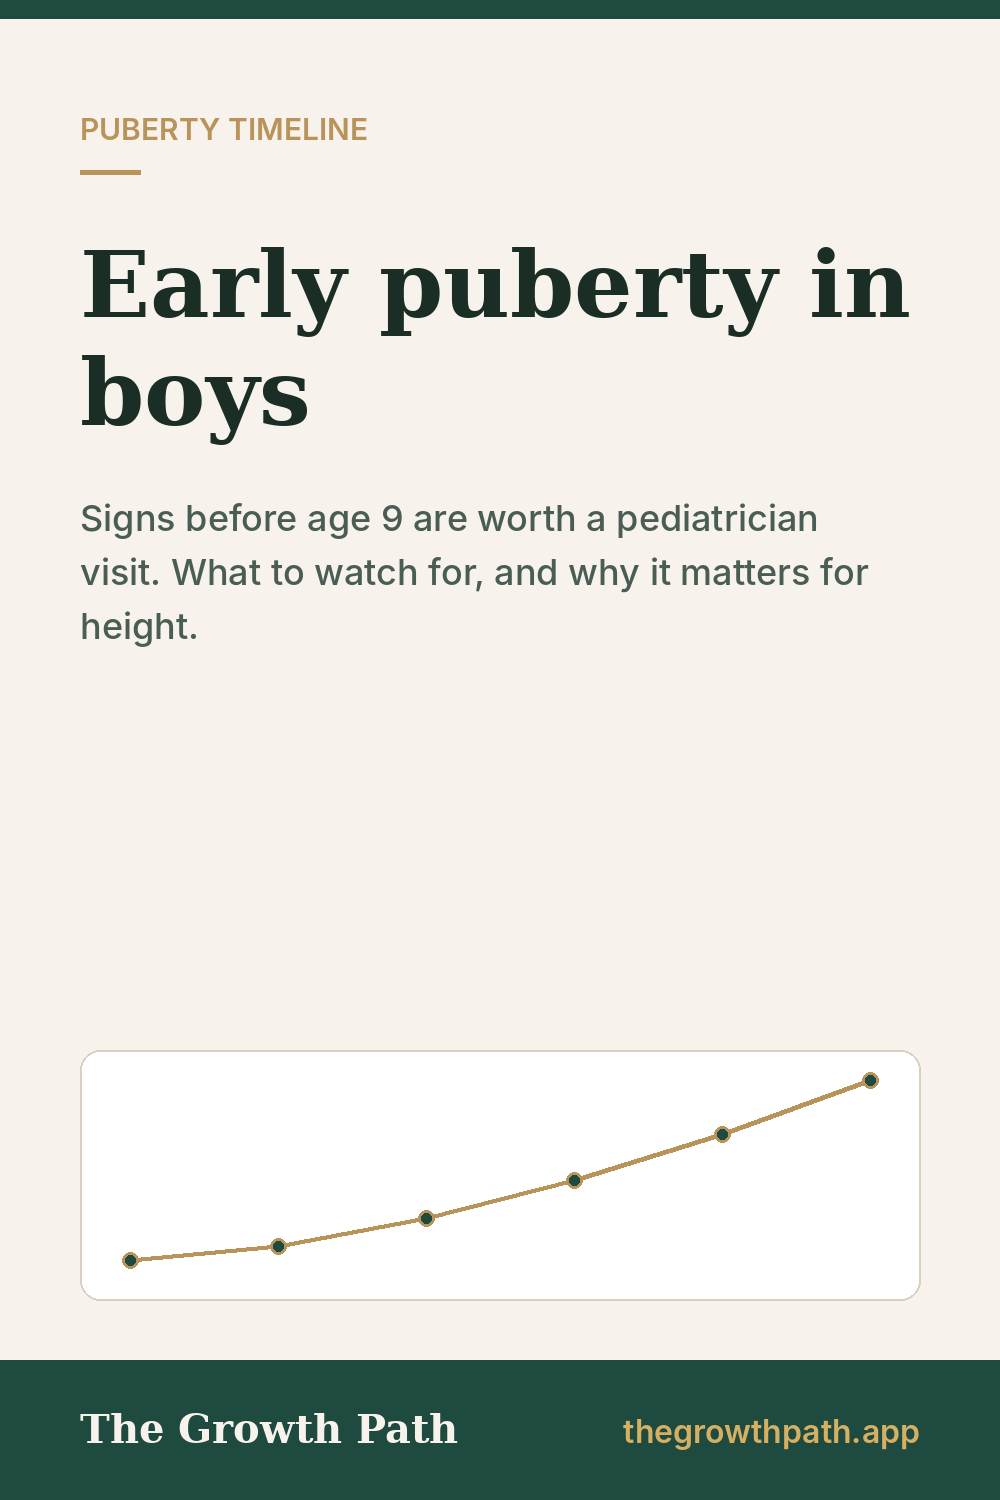 PUBERTY TIMELINE
Early puberty in
boys
Signs before age 9 are worth a pediatrician
visit. What to watch for, and why it matters for
height.
The Growth Path
thegrowthpath.app